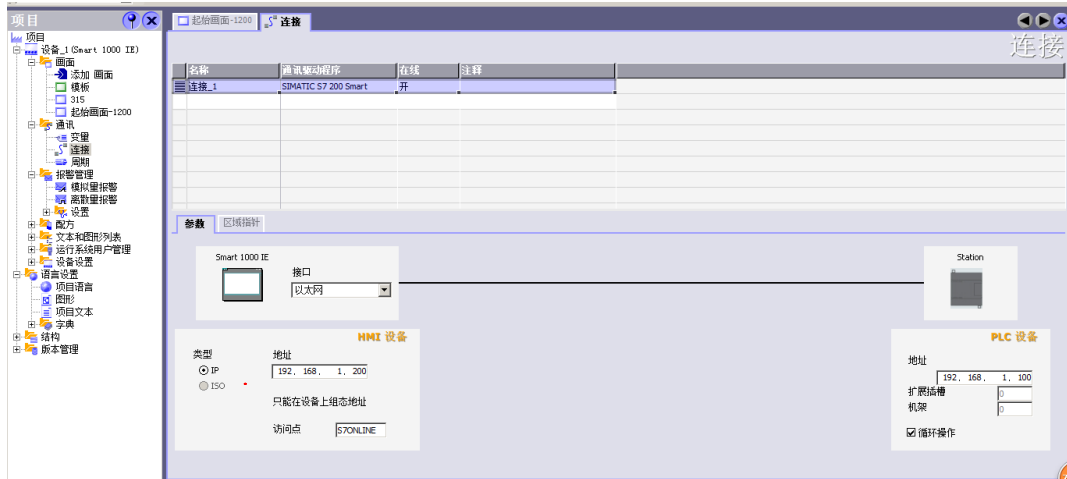 项目
起始画面-1200
连接
项目
设备_1(Smart 1000 IE)
连接
画面
添加 画面
模板
315
起始画面-1200
通讯
变量
连接
周期
报警管理
模拟量报警
离散量报警
设置
配方
文本和图形列表
运行系统用户管理
设备设置
语言设置
项目语言
图形
项目文本
字典
结构
版本管理
名称 通讯驱动程序 在线 注释
连接_1 SIMATIC S7 200 Smart 开
参数 区域指针
Smart 1000 IE
接口
以太网
Station
HMI 设备
类型
IP
ISO
地址
192. 168. 1. 200
只能在设备上组态地址
访问点 S7ONLINE
PLC 设备
地址
192. 168. 1. 100
扩展插槽 0
机架 0
循环操作